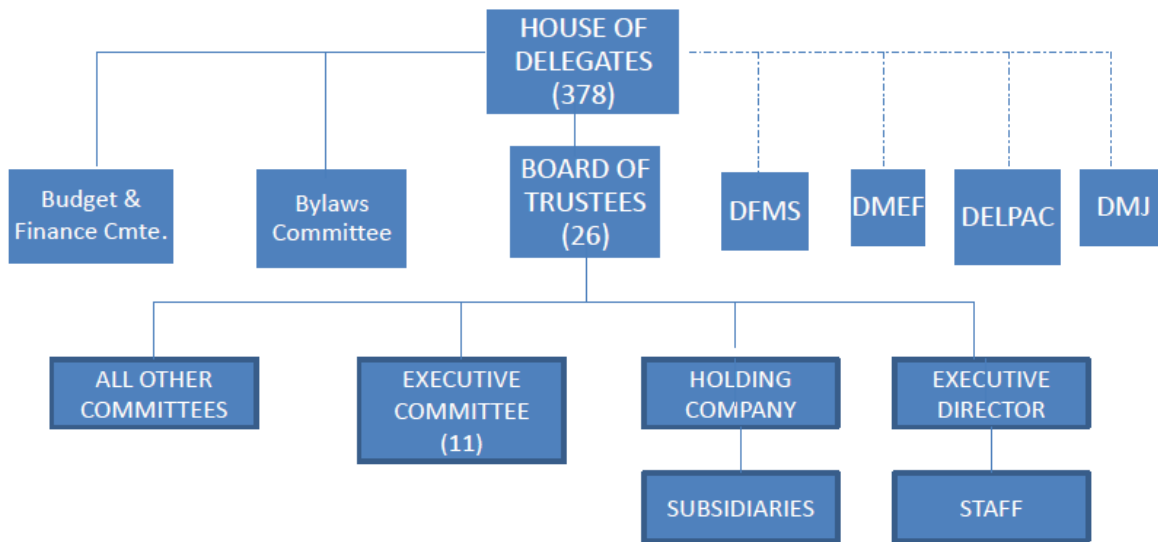 HOUSE OF
DELEGATES
(378)
Budget &
Finance Cmte.
Bylaws
Committee
BOARD OF
TRUSTEES
(26)
DFMS
DMEF
DELPAC
DMJ
ALL OTHER
COMMITTEES
EXECUTIVE
COMMITTEE
(11)
HOLDING
COMPANY
EXECUTIVE
DIRECTOR
SUBSIDIARIES
STAFF